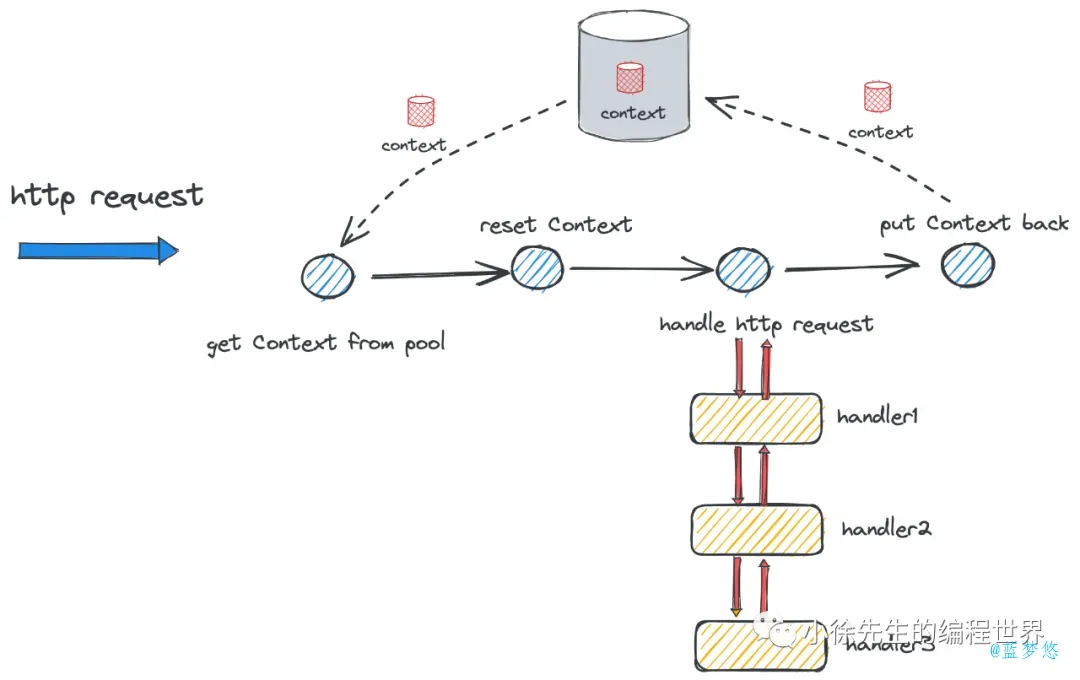 context
context
context
context
http request
reset Context
put Context back
get Context from pool
handle http request
handler1
handler2
小徐先生的编程世界
handler3
@蓝梦悠